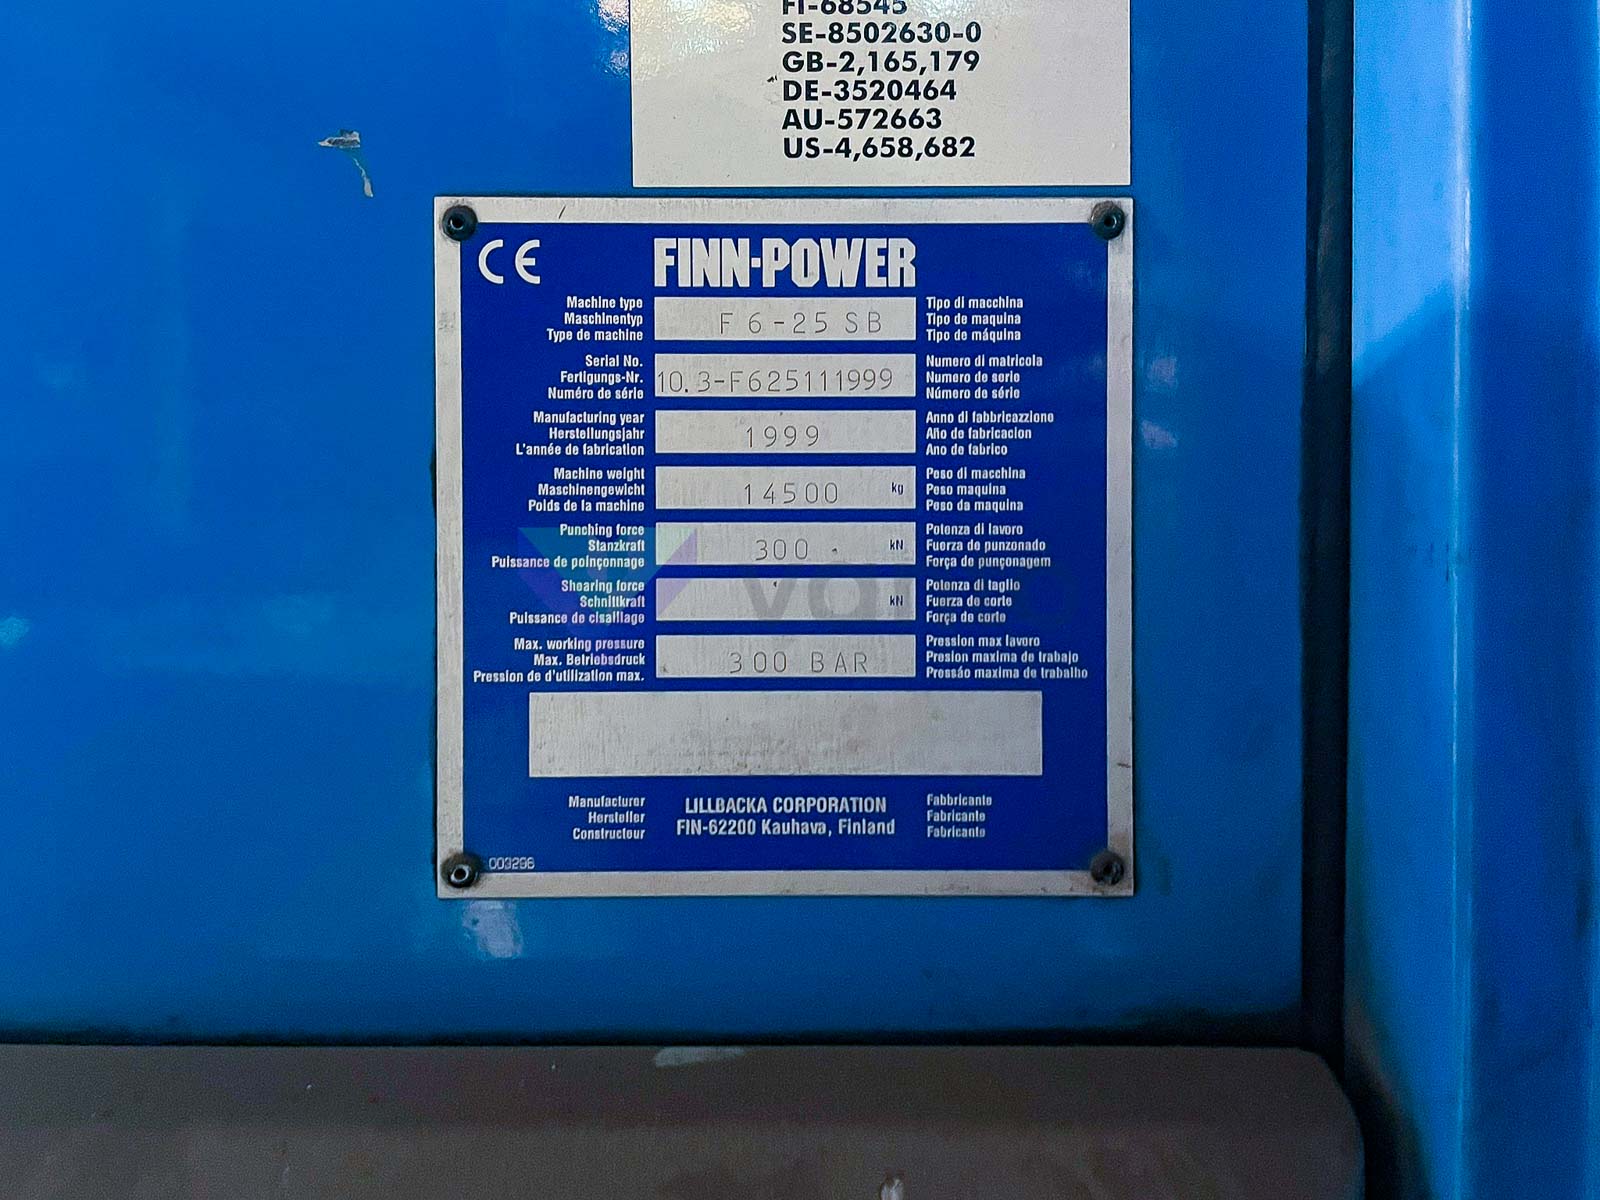 FI-68545
SE-8502630-0
GB-2,165,179
DE-3520464
AU-572663
US-4,658,682
CE FINN-POWER
Machine type Tipo di macchina
Maschinentyp F 6-25 SB Tipo de maquina
Type de machine Tipo de máquina
Serial No. Numero di matricola
Fertigungs-Nr. 10.3-F625111999 Numero de serie
Numéro de série Número de série
Manufacturing year Anno di fabbricazziono
Herstellungsjahr 1999 Año de fabricacion
L'année de fabrication Ano de fabrico
Machine weight Peso di macchina
Maschinengewicht 14500 kg Peso maquina
Poids de la machine Peso da maquina
Punching force Potenza di lavoro
Stanzkraft 300 kN Fuerza de punzonado
Puissance de poinçonnage Força de punçonagem
Shearing force Potenza di taglio
Schnittkraft kN Fuerza de corte
Puissance de cisaillage Força de corte
Max. working pressure Pression max lavoro
Max. Betriebsdruck 300 BAR Presion maxima de trabajo
Pression de d'utilization max. Pressáo maxima de trabalho
Manufacturer LILLBACKA CORPORATION Fabbricante
Hersteller FIN-62200 Kauhava, Finland Fabricante
Constructeur Fabricante
003296